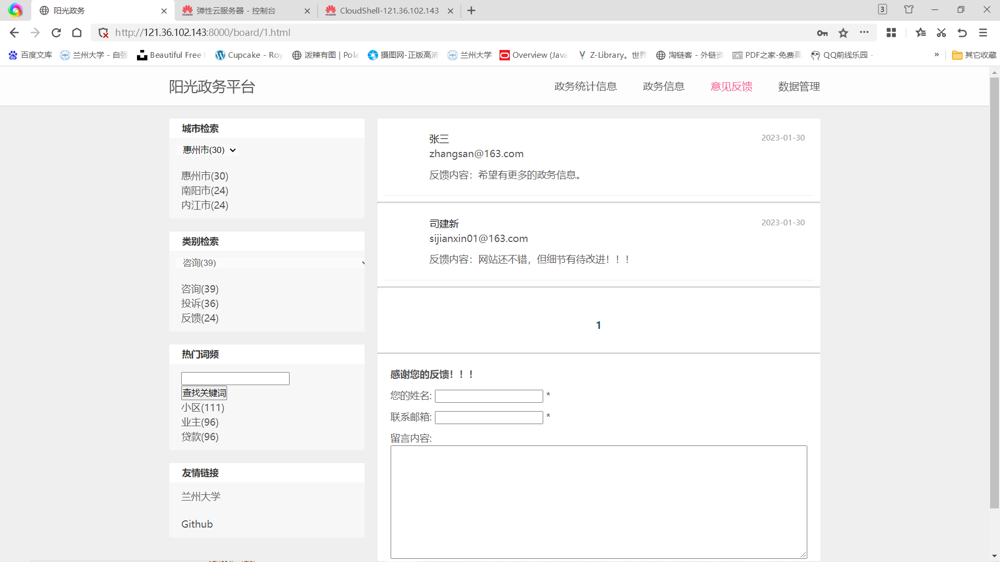 阳光政务
弹性云服务器 - 控制台
CloudShell-121.36.102.143
3
http://121.36.102.143:8000/board/1.html
百度文库
兰州大学 - 自强
Beautiful Free
Cupcake - Roy
泼辣有图 | Pola
摄图网-正版高清
兰州大学
Overview (Java
Z-Library。世界
淘链客 - 外链资
PDF之家-免费高
QQ前线乐园 -
»
其它收藏
阳光政务平台
政务统计信息
政务信息
意见反馈
数据管理
城市检索
惠州市(30)
惠州市(30)
南阳市(24)
内江市(24)
类别检索
咨询(39)
咨询(39)
投诉(36)
反馈(24)
热门词频
查找关键词
小区(111)
业主(96)
贷款(96)
友情链接
兰州大学
Github
张三
2023-01-30
zhangsan@163.com
反馈内容：希望有更多的政务信息。
司建新
2023-01-30
sijianxin01@163.com
反馈内容：网站还不错，但细节有待改进！！！
1
感谢您的反馈！！！
您的姓名: *
联系邮箱: *
留言内容: